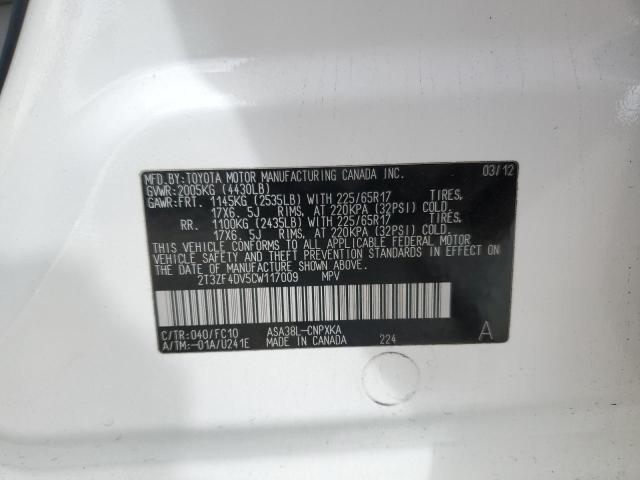 MFD.BY:TOYOTA MOTOR MANUFACTURING CANADA INC. 03/12
GVWR:2005KG (4430LB)
GAWR:FRT. 1145KG (2535LB) WITH 225/65R17 TIRES,
17X6. 5J RIMS, AT 220KPA (32PSI) COLD.
RR. 1100KG (2435LB) WITH 225/65R17 TIRES,
17X6. 5J RIMS, AT 220KPA (32PSI) COLD.
THIS VEHICLE CONFORMS TO ALL APPLICABLE FEDERAL MOTOR
VEHICLE SAFETY AND THEFT PREVENTION STANDARDS IN EFFECT ON
THE DATE OF MANUFACTURE SHOWN ABOVE.
2T3ZF4DV5CW117009 MPV
C/TR:040/FC10 ASA38L-CNPXKA A
A/TM:-01A/U241E MADE IN CANADA 224